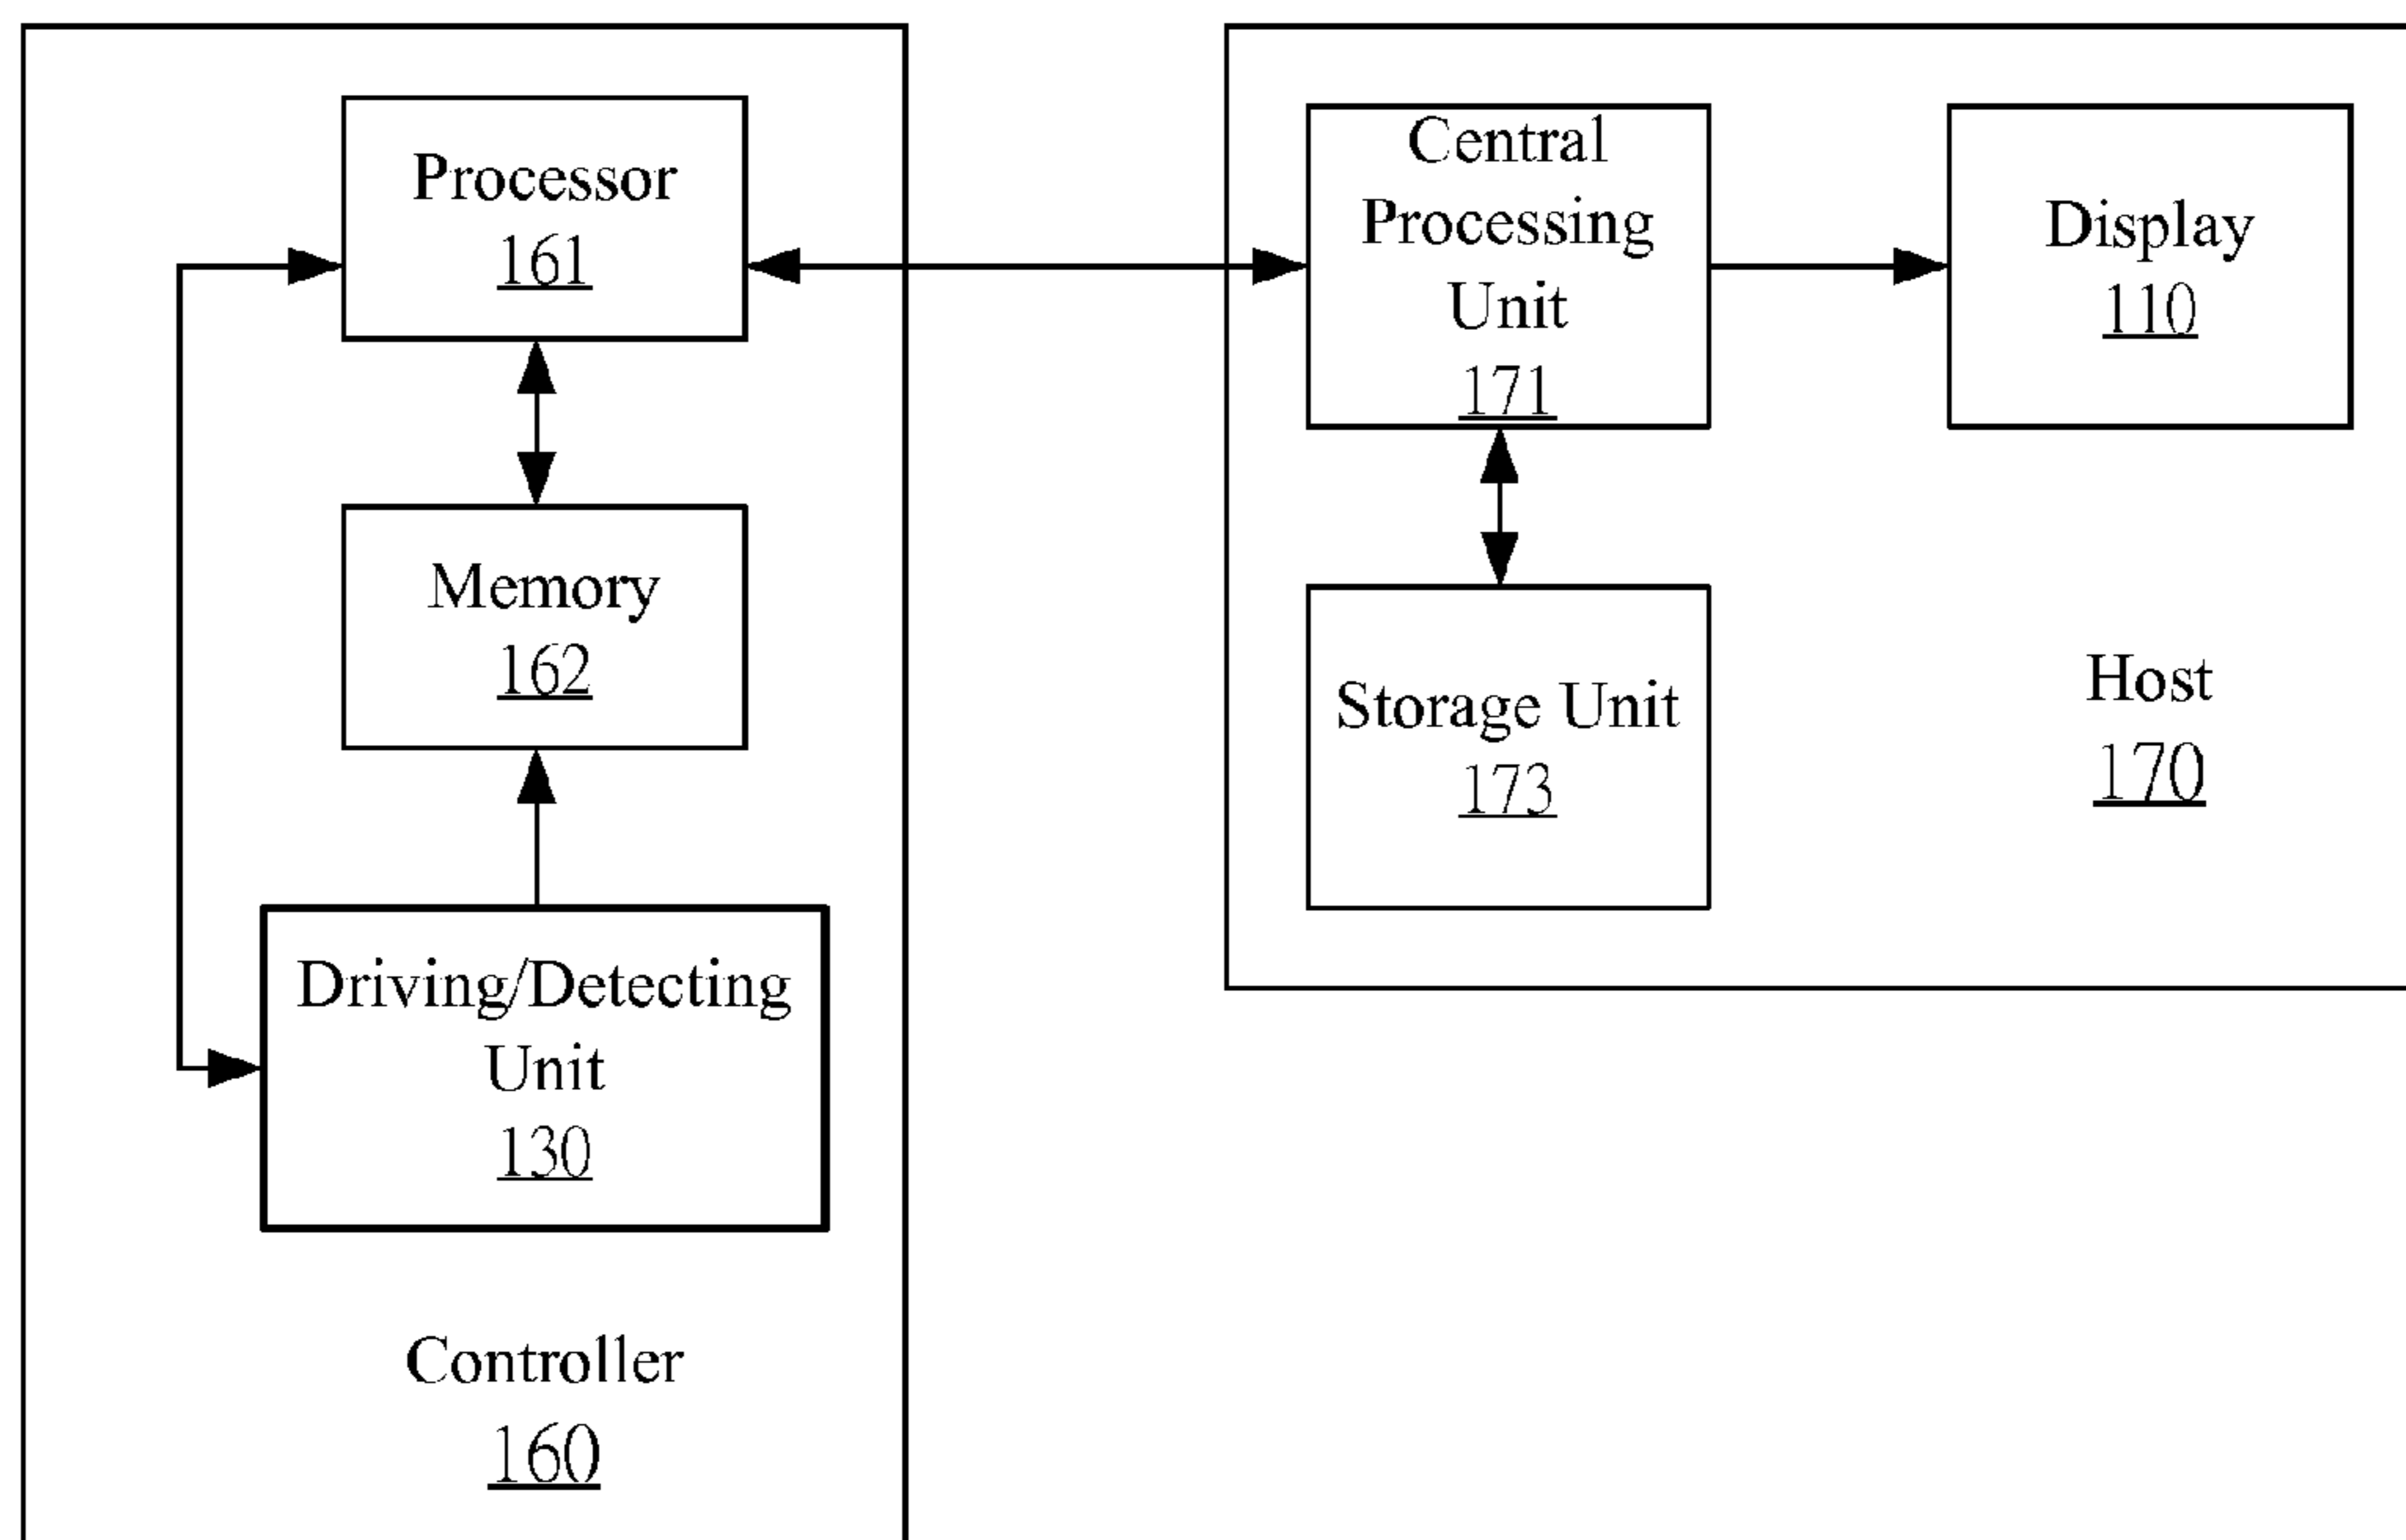 Processor
161
Memory
162
Driving/Detecting
Unit
130
Controller
160
Central
Processing
Unit
171
Display
110
Storage Unit
173
Host
170